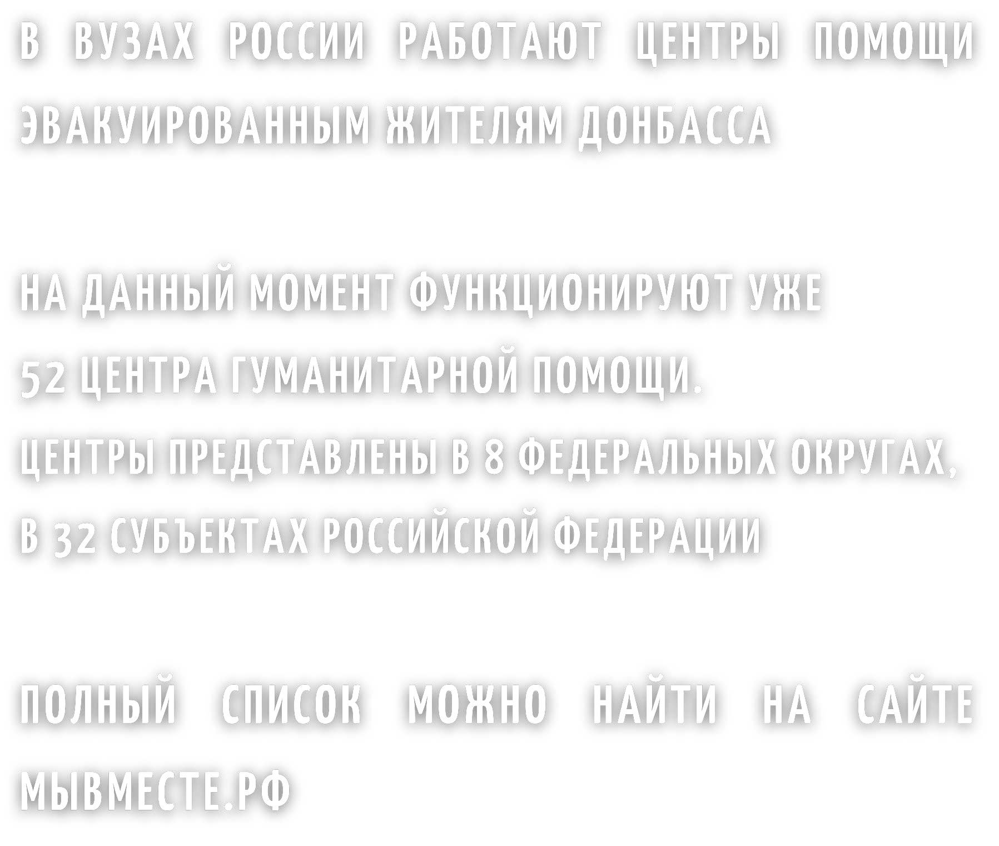 В ВУЗАХ РОССИИ РАБОТАЮТ ЦЕНТРЫ ПОМОЩИ
ЭВАКУИРОВАННЫМ ЖИТЕЛЯМ ДОНБАССА
НА ДАННЫЙ МОМЕНТ ФУНКЦИОНИРУЮТ УЖЕ
52 ЦЕНТРА ГУМАНИТАРНОЙ ПОМОЩИ.
ЦЕНТРЫ ПРЕДСТАВЛЕНЫ В 8 ФЕДЕРАЛЬНЫХ ОКРУГАХ,
В 32 СУБЪЕКТАХ РОССИЙСКОЙ ФЕДЕРАЦИИ
ПОЛНЫЙ СПИСОК МОЖНО НАЙТИ НА САЙТЕ
МЫВМЕСТЕ.РФ